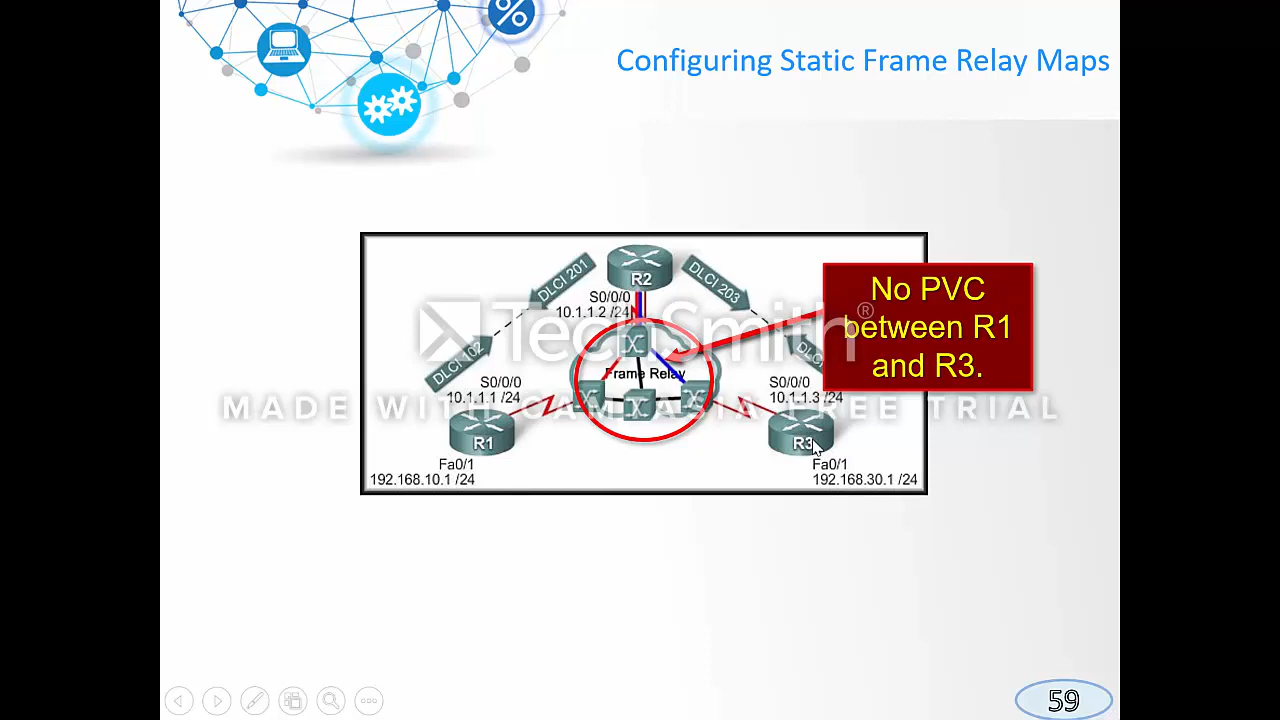 Configuring Static Frame Relay Maps
R2
DLCI 201
DLCI 203
S0/0/0
10.1.1.2 /24
No PVC
between R1
and R3.
TechSmith®
DLCI 102
Frame Relay
S0/0/0
10.1.1.1 /24
S0/0/0
10.1.1.3 /24
MADE WITH CAMTASIA FREE TRIAL
R1
R3
Fa0/1
192.168.10.1 /24
Fa0/1
192.168.30.1 /24
59